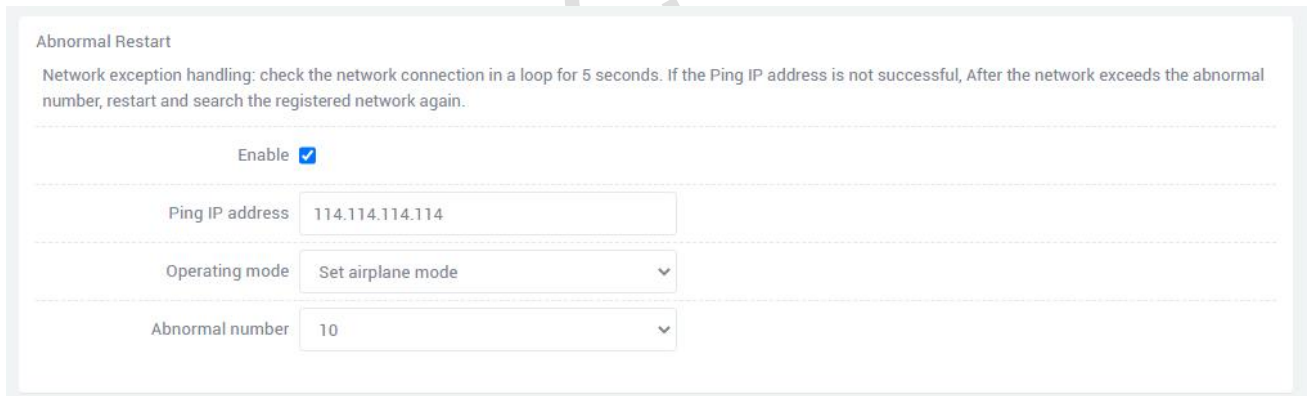 Abnormal Restart
Network exception handling: check the network connection in a loop for 5 seconds. If the Ping IP address is not successful, After the network exceeds the abnormal
number, restart and search the registered network again.
Enable
Ping IP address 114.114.114.114
Operating mode Set airplane mode
Abnormal number 10